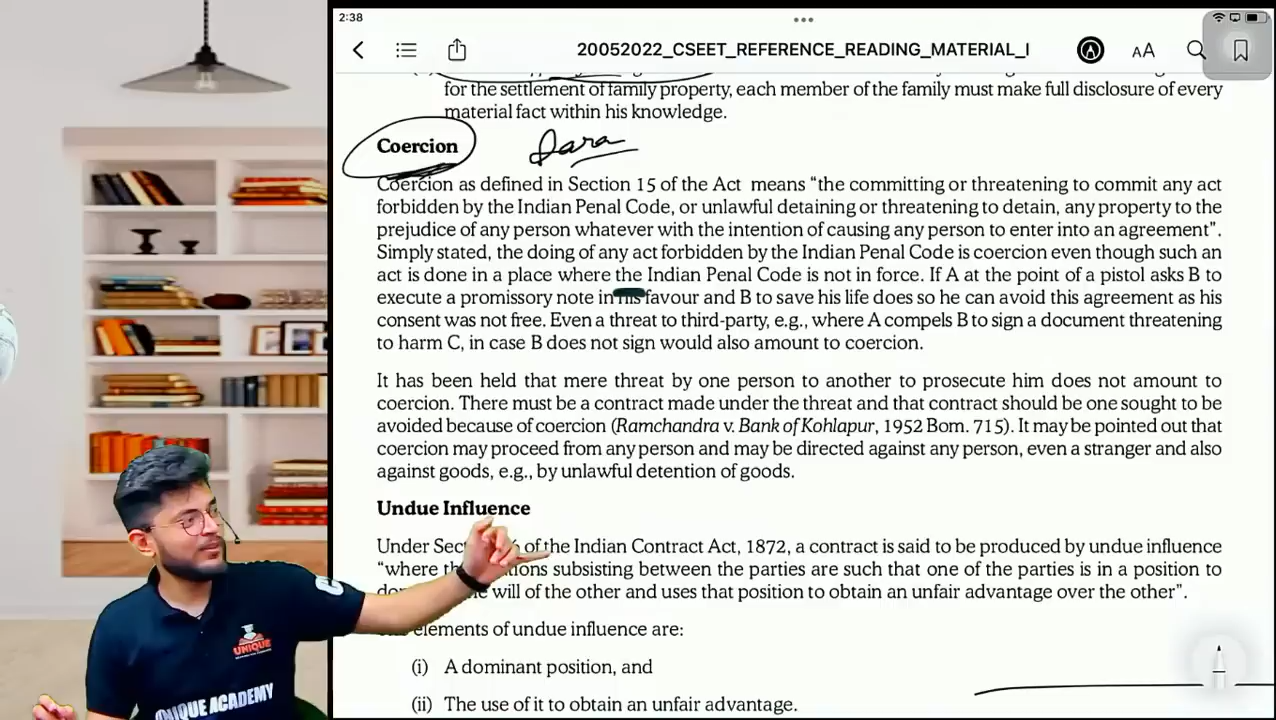 2:38
20052022_CSEET_REFERENCE_READING_MATERIAL_I
AA
for the settlement of family property, each member of the family must make full disclosure of every
material fact within his knowledge.
Coercion
Coercion as defined in Section 15 of the Act means “the committing or threatening to commit any act
forbidden by the Indian Penal Code, or unlawful detaining or threatening to detain, any property to the
prejudice of any person whatever with the intention of causing any person to enter into an agreement”.
Simply stated, the doing of any act forbidden by the Indian Penal Code is coercion even though such an
act is done in a place where the Indian Penal Code is not in force. If A at the point of a pistol asks B to
execute a promissory note in his favour and B to save his life does so he can avoid this agreement as his
consent was not free. Even a threat to third-party, e.g., where A compels B to sign a document threatening
to harm C, in case B does not sign would also amount to coercion.
It has been held that mere threat by one person to another to prosecute him does not amount to
coercion. There must be a contract made under the threat and that contract should be one sought to be
avoided because of coercion (Ramchandra v. Bank of Kohlapur, 1952 Bom. 715). It may be pointed out that
coercion may proceed from any person and may be directed against any person, even a stranger and also
against goods, e.g., by unlawful detention of goods.
Undue Influence
Under of the Indian Contract Act, 1872, a contract is said to be produced by undue influence
“where subsisting between the parties are such that one of the parties is in a position to
will of the other and uses that position to obtain an unfair advantage over the other”.
elements of undue influence are:
(i) A dominant position, and
(ii) The use of it to obtain an unfair advantage.
UNIQUE
UNIQUE ACADEMY